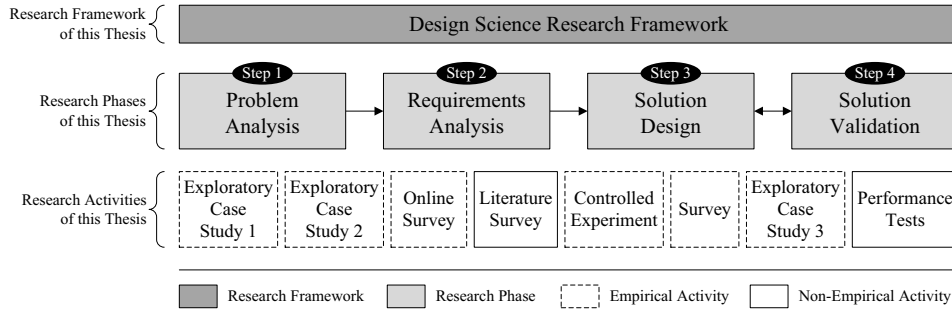 Research Framework
of this Thesis
Design Science Research Framework
Research Phases
of this Thesis
Step 1
Problem
Analysis
Step 2
Requirements
Analysis
Step 3
Solution
Design
Step 4
Solution
Validation
Research Activities
of this Thesis
Exploratory
Case
Study 1
Exploratory
Case
Study 2
Online
Survey
Literature
Survey
Controlled
Experiment
Survey
Exploratory
Case
Study 3
Performance
Tests
Research Framework
Research Phase
Empirical Activity
Non-Empirical Activity